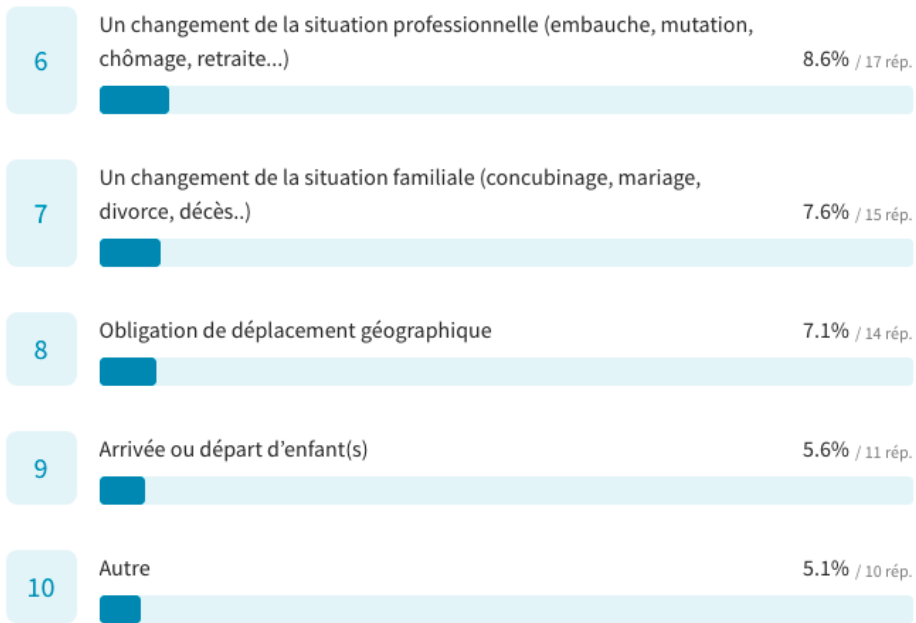 6
Un changement de la situation professionnelle (embauche, mutation,
chômage, retraite...)
8.6% / 17 rép.
7
Un changement de la situation familiale (concubinage, mariage,
divorce, décès..)
7.6% / 15 rép.
8
Obligation de déplacement géographique
7.1% / 14 rép.
9
Arrivée ou départ d’enfant(s)
5.6% / 11 rép.
10
Autre
5.1% / 10 rép.